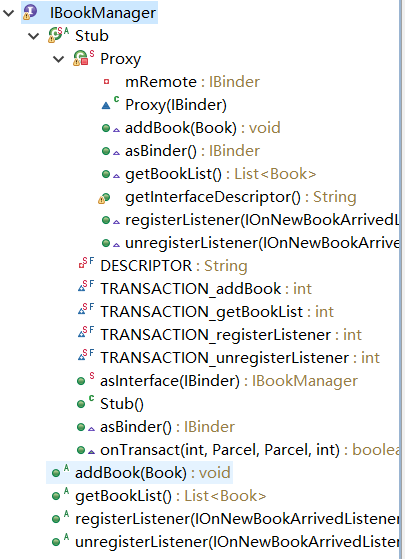 IBookManager
S A Stub
S Proxy
mRemote : IBinder
C Proxy(IBinder)
addBook(Book) : void
asBinder() : IBinder
getBookList() : List<Book>
getInterfaceDescriptor() : String
registerListener(IOnNewBookArrivedL
unregisterListener(IOnNewBookArrive
S F DESCRIPTOR : String
S F TRANSACTION_addBook : int
S F TRANSACTION_getBookList : int
S F TRANSACTION_registerListener : int
S F TRANSACTION_unregisterListener : int
S asInterface(IBinder) : IBookManager
C Stub()
asBinder() : IBinder
onTransact(int, Parcel, Parcel, int) : boolea
A addBook(Book) : void
A getBookList() : List<Book>
A registerListener(IOnNewBookArrivedListener
A unregisterListener(IOnNewBookArrivedListen